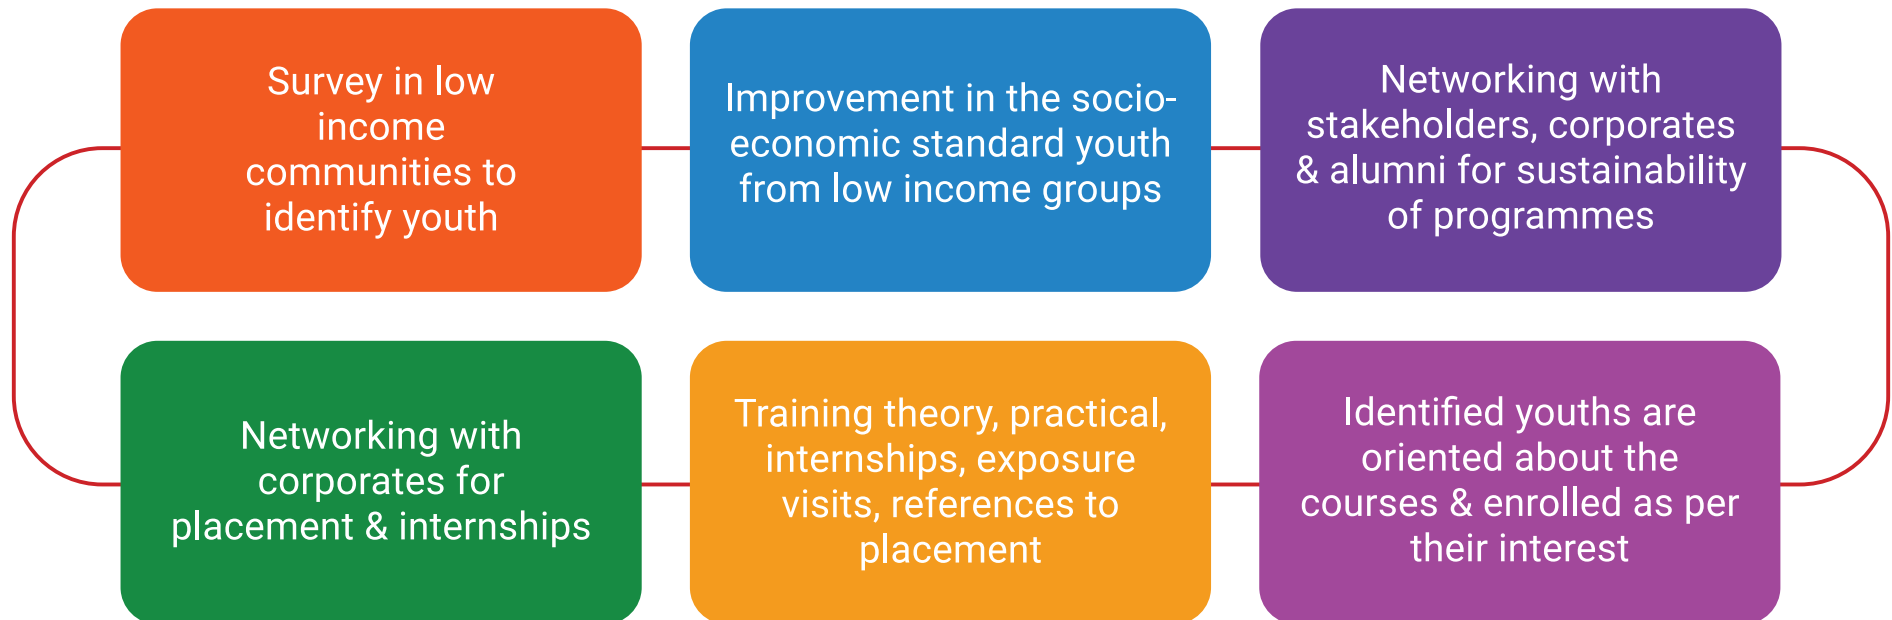 Survey in low
income
communities to
identify youth
Improvement in the socio-
economic standard youth
from low income groups
Networking with
stakeholders, corporates
& alumni for sustainability
of programmes
Networking with
corporates for
placement & internships
Training theory, practical,
internships, exposure
visits, references to
placement
Identified youths are
oriented about the
courses & enrolled as per
their interest